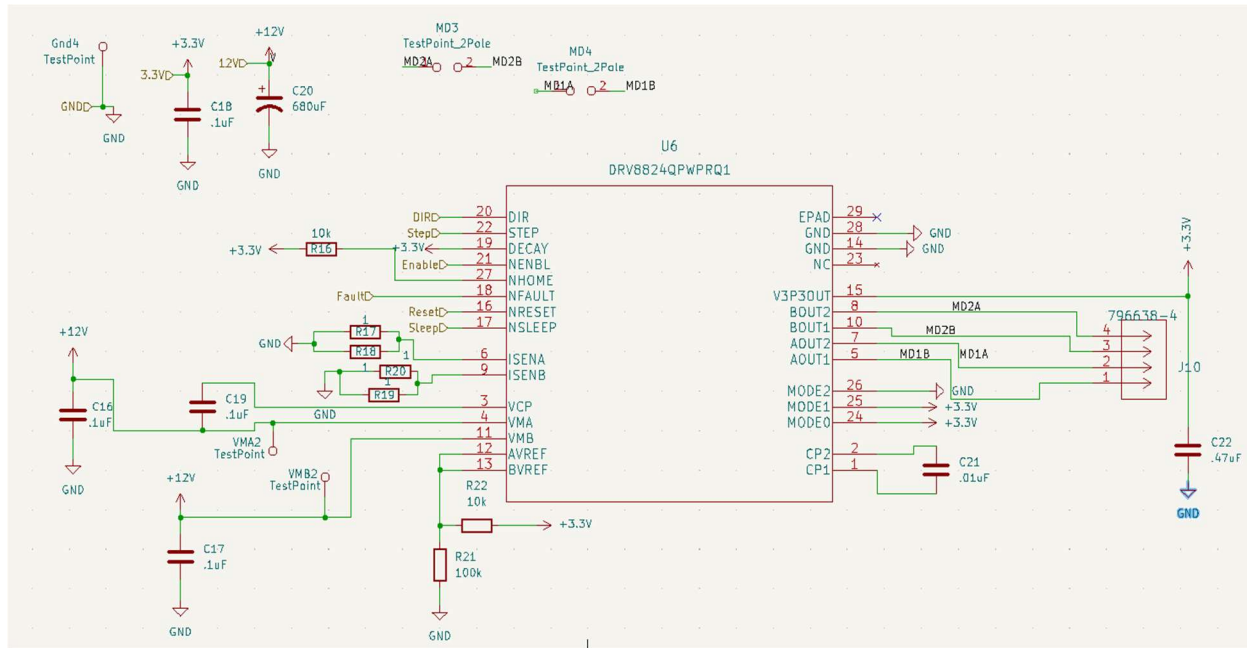 Gnd4
TestPoint
GND
GND
+3.3V
3.3V
C18
.1uF
GND
+12V
12V
C20
680uF
GND
MD3
TestPoint_2Pole
MD2A 2 MD2B
MD4
TestPoint_2Pole
MD1A 2 MD1B
U6
DRV8824QPWPRQ1
DIR 20 DIR
Step 22 STEP
+3.3V 19 DECAY
Enable 21 NENBL
27 NHOME
+3.3V
10k
R16
Fault 18 NFAULT
Reset 16 NRESET
Sleep 17 NSLEEP
6 ISENA
9 ISENB
GND
1
R17
R18
1
1
R20
1
R19
GND
3 VCP
4 VMA
11 VMB
12 AVREF
13 BVREF
+12V
C16
.1uF
GND
C19
.1uF
VMA2
TestPoint
VMB2
TestPoint
+12V
C17
.1uF
GND
R22
10k
+3.3V
R21
100k
GND
EPAD 29
GND 28 GND
GND 14 GND
NC 23
V3P3OUT 15
BOUT2 8 MD2A
BOUT1 10 MD2B
AOUT2 7 MD1A
AOUT1 5 MD1B
MODE2 26 GND
MODE1 25 +3.3V
MODE0 24 +3.3V
CP2 2
CP1 1
C21
.01uF
796638-4
4
3
2
1
J10
+3.3V
C22
.47uF
GND